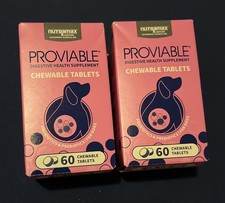 nutramax
PROVIABLE
DIGESTIVE HEALTH SUPPLEMENT
CHEWABLE TABLETS
60 CHEWABLE
TABLETS
nutramax
PROVIABLE
DIGESTIVE HEALTH SUPPLEMENT
CHEWABLE TABLETS
60 CHEWABLE
TABLETS